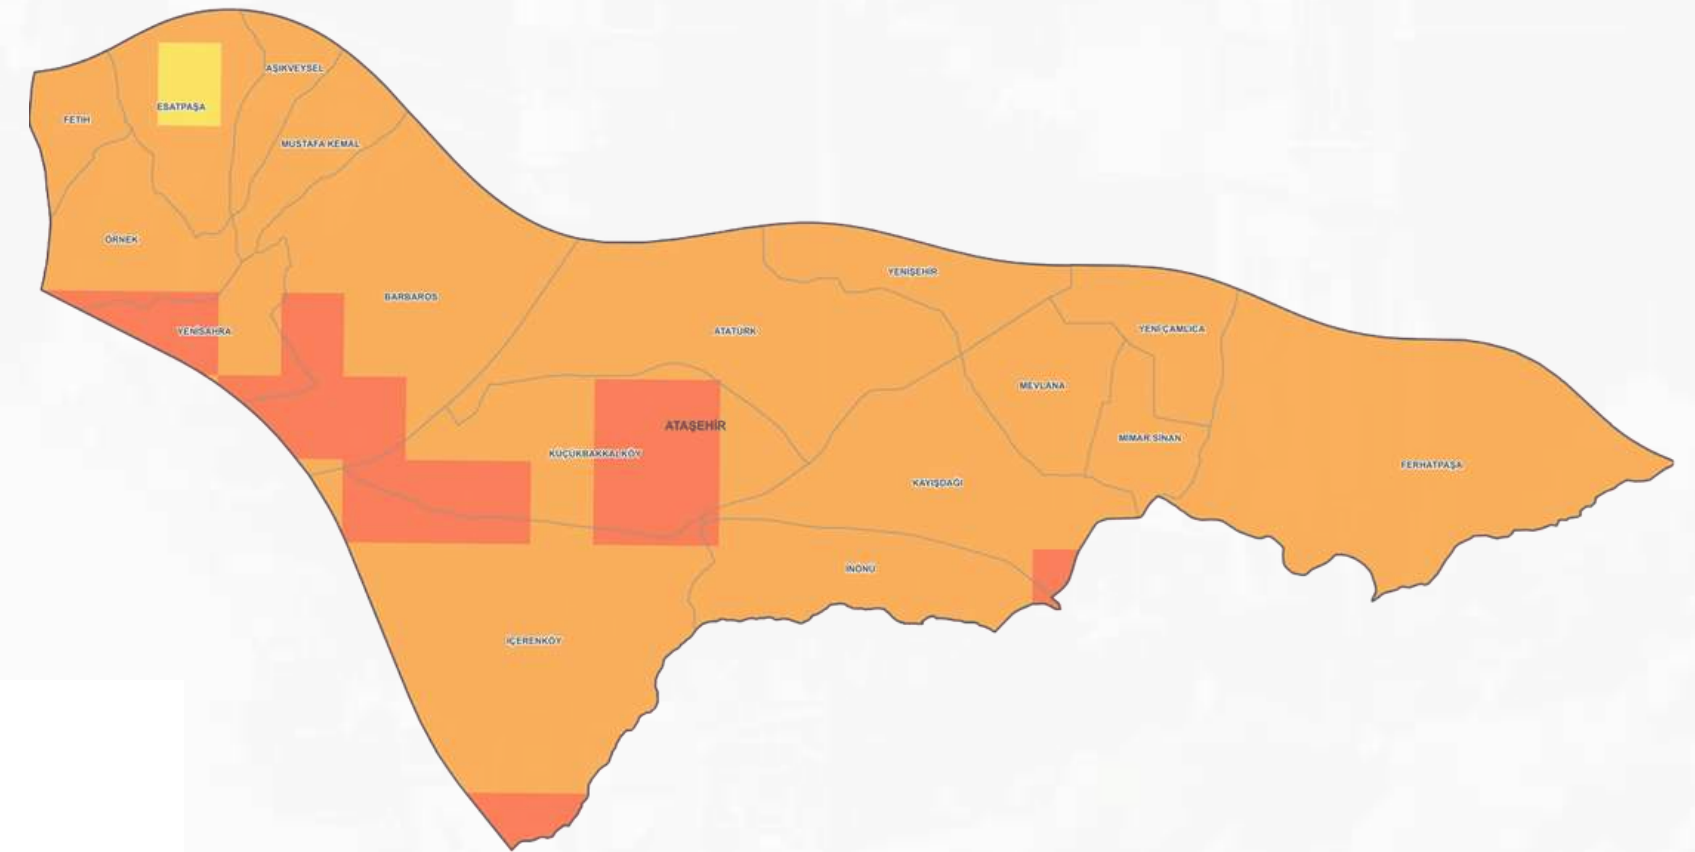 AŞIKVEYSEL
ESATPAŞA
FETİH
MUSTAFA KEMAL
ÖRNEK
YENİŞEHİR
BARBAROS
YENİSAHRA
ATATÜRK
YENİ ÇAMLICA
MEVLANA
ATAŞEHİR
MİMAR SİNAN
KÜÇÜKBAKKALKÖY
FERHATPAŞA
KAYIŞDAĞI
İNÖNÜ
İÇERENKÖY